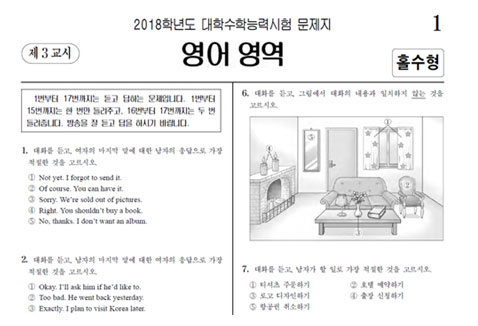 2018학년도 대학수학능력시험 문제지
1
제 3 교시
영어 영역
홀수형
1번부터 17번까지는 듣고 답하는 문제입니다. 1번부터
15번까지는 한 번만 들려주고, 16번부터 17번까지는 두 번
들려줍니다. 방송을 잘 듣고 답을 하시기 바랍니다.
1. 대화를 듣고, 여자의 마지막 말에 대한 남자의 응답으로 가장
적절한 것을 고르시오.
① Not yet. I forgot to send it.
② Of course. You can have it.
③ Sorry. We're sold out of pictures.
④ Right. You shouldn't buy a book.
⑤ No, thanks. I don't want an album.
2. 대화를 듣고, 남자의 마지막 말에 대한 여자의 응답으로 가장
적절한 것을 고르시오.
① Okay. I'll ask him if he'd like to.
② Too bad. He went back yesterday.
③ Exactly. I plan to visit Korea later.
6. 대화를 듣고, 그림에서 대화의 내용과 일치하지 않는 것을
고르시오.
①
②
③
④
⑤
7. 대화를 듣고, 남자가 할 일로 가장 적절한 것을 고르시오.
① 티셔츠 주문하기
② 호텔 예약하기
③ 로고 디자인하기
④ 출장 신청하기
⑤ 항공권 취소하기